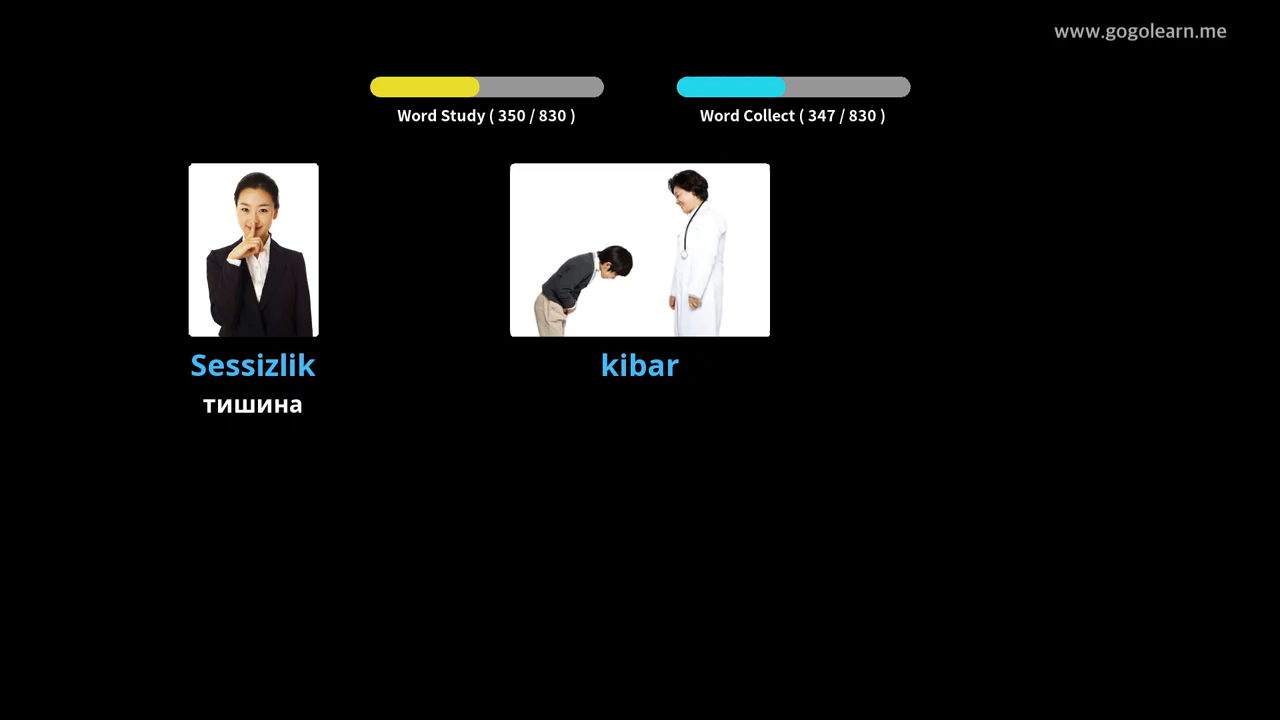 www.gogolearn.me
Word Study ( 350 / 830 )
Word Collect ( 347 / 830 )
Sessizlik
тишина
kibar